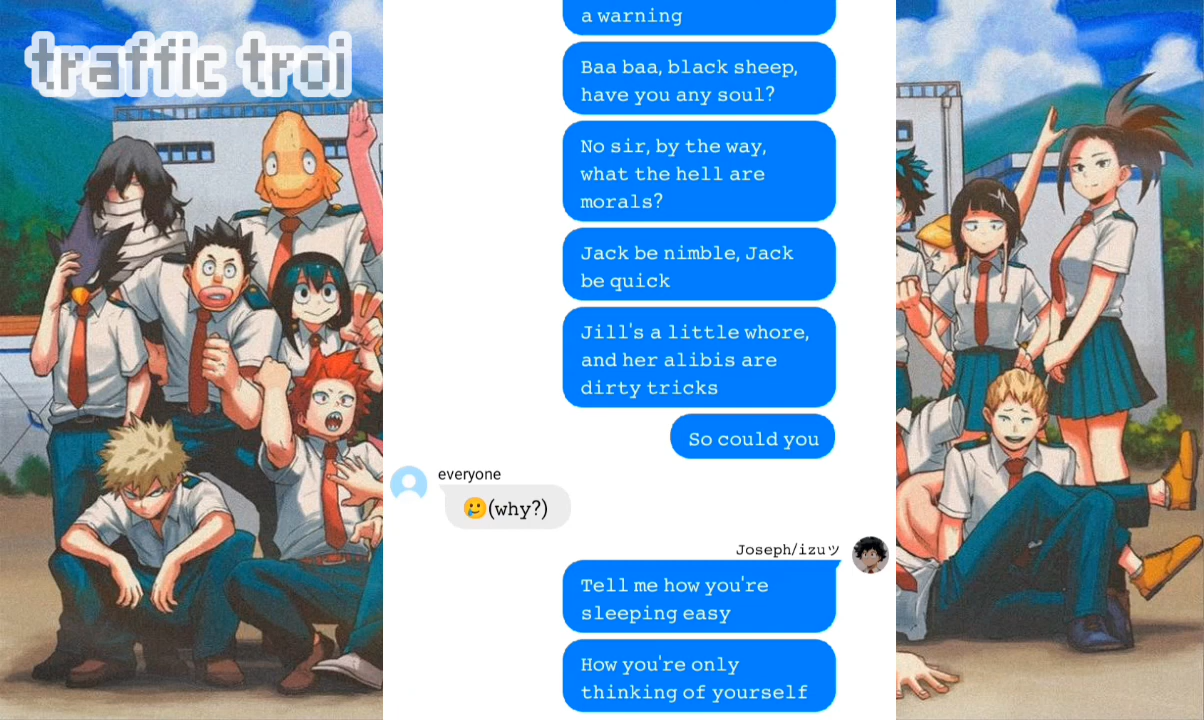 traffic troi
a warning
Baa baa, black sheep,
have you any soul?
No sir, by the way,
what the hell are
morals?
Jack be nimble, Jack
be quick
Jill's a little whore,
and her alibis are
dirty tricks
So could you
everyone
🥲(why?)
Joseph/izuツ
Tell me how you're
sleeping easy
How you're only
thinking of yourself